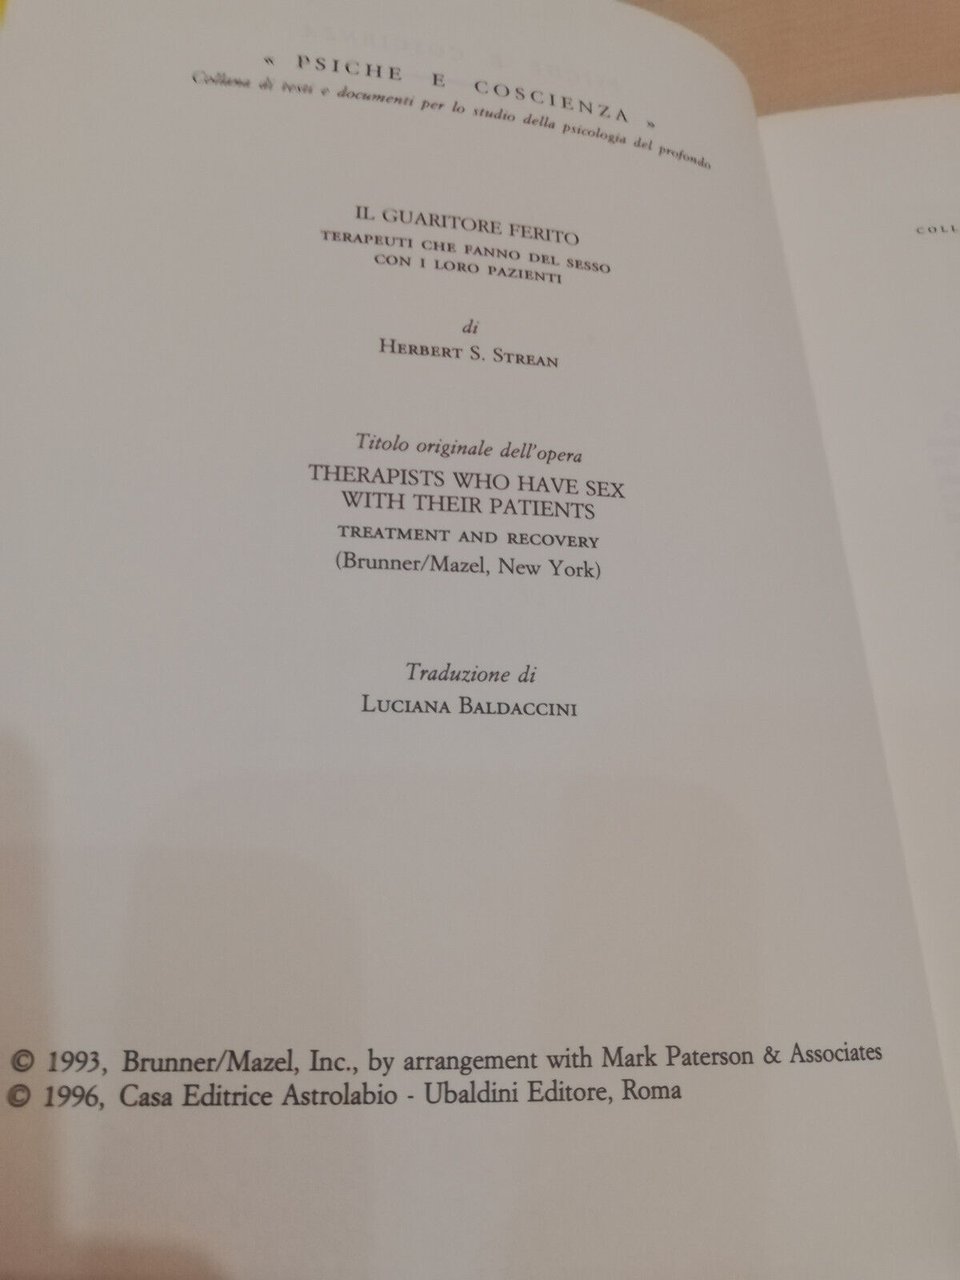 « PSICHE E COSCIENZA »
Collana di testi e documenti per lo studio della psicologia del profondo
IL GUARITORE FERITO
TERAPEUTI CHE FANNO DEL SESSO
CON I LORO PAZIENTI
di
HERBERT S. STREAN
Titolo originale dell'opera
THERAPISTS WHO HAVE SEX
WITH THEIR PATIENTS
TREATMENT AND RECOVERY
(Brunner/Mazel, New York)
Traduzione di
LUCIANA BALDACCINI
© 1993, Brunner/Mazel, Inc., by arrangement with Mark Paterson & Associates
© 1996, Casa Editrice Astrolabio - Ubaldini Editore, Roma
COLL